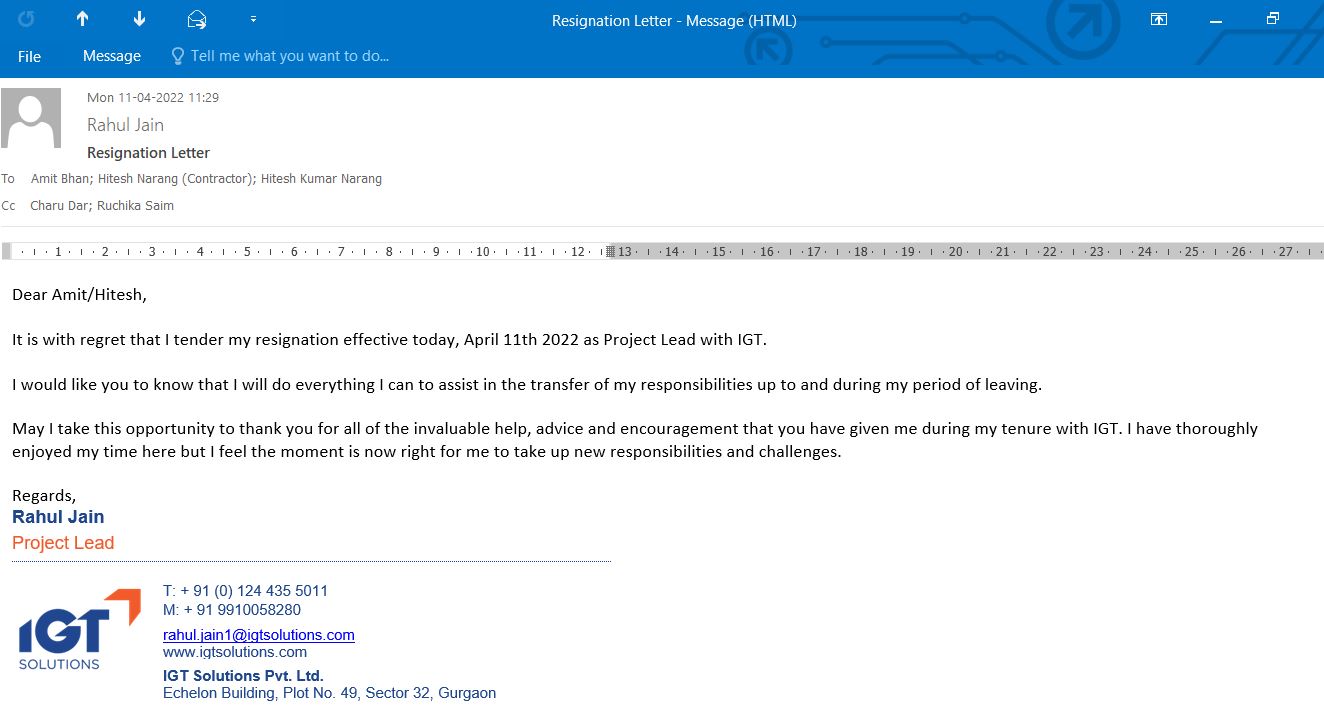 Resignation Letter - Message (HTML)
File Message Tell me what you want to do...
Mon 11-04-2022 11:29
Rahul Jain
Resignation Letter
To Amit Bhan; Hitesh Narang (Contractor); Hitesh Kumar Narang
Cc Charu Dar; Ruchika Saim
1 2 3 4 5 6 7 8 9 10 11 12 13 14 15 16 17 18 19 20 21 22 23 24 25 26 27
Dear Amit/Hitesh,
It is with regret that I tender my resignation effective today, April 11th 2022 as Project Lead with IGT.
I would like you to know that I will do everything I can to assist in the transfer of my responsibilities up to and during my period of leaving.
May I take this opportunity to thank you for all of the invaluable help, advice and encouragement that you have given me during my tenure with IGT. I have thoroughly
enjoyed my time here but I feel the moment is now right for me to take up new responsibilities and challenges.
Regards,
Rahul Jain
Project Lead
IGT
SOLUTIONS
T: + 91 (0) 124 435 5011
M: + 91 9910058280
rahul.jain1@igtsolutions.com
www.igtsolutions.com
IGT Solutions Pvt. Ltd.
Echelon Building, Plot No. 49, Sector 32, Gurgaon